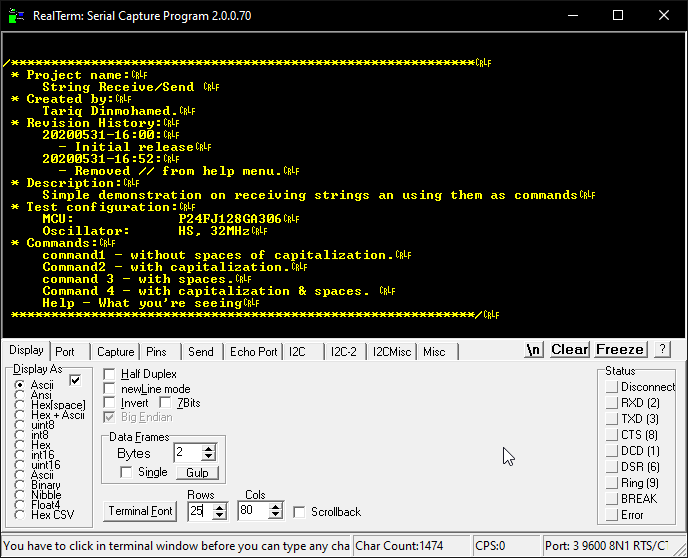 RealTerm: Serial Capture Program 2.0.0.70
/***********************************************************CRLF
* Project name:CRLF
String Receive/Send CRLF
* Created by:CRLF
Tariq Dinmohamed.CRLF
* Revision History:CRLF
20200531-16:00:CRLF
- Initial releaseCRLF
20200531-16:52:CRLF
- Removed // from help menu.CRLF
* Description:CRLF
Simple demonstration on receiving strings an using them as commandsCRLF
* Test configuration:CRLF
MCU: P24FJ128GA306CRLF
Oscillator: HS, 32MHzCRLF
* Commands:CRLF
command1 - without spaces of capitalization.CRLF
Command2 - with capitalization.CRLF
command 3 - with spaces.CRLF
Command 4 - with capitalization & spaces. CRLF
Help - What you're seeingCRLF
***********************************************************/CRLF
Display Port Capture Pins Send Echo Port I2C I2C-2 I2CMisc Misc \n Clear Freeze ?
Display As
Ascii
Ansi
Hex[space]
Hex + Ascii
uint8
int8
Hex
int16
uint16
Ascii
Binary
Nibble
Float4
Hex CSV
Half Duplex
newLine mode
Invert 7Bits
Big Endian
Data Frames
Bytes 2
Single Gulp
Rows Cols
Terminal Font 25 80 Scrollback
Status
Disconnect
RXD (2)
TXD (3)
CTS (8)
DCD (1)
DSR (6)
Ring (9)
BREAK
Error
You have to click in terminal window before you can type any cha Char Count:1474 CPS:0 Port: 3 9600 8N1 RTS/CT